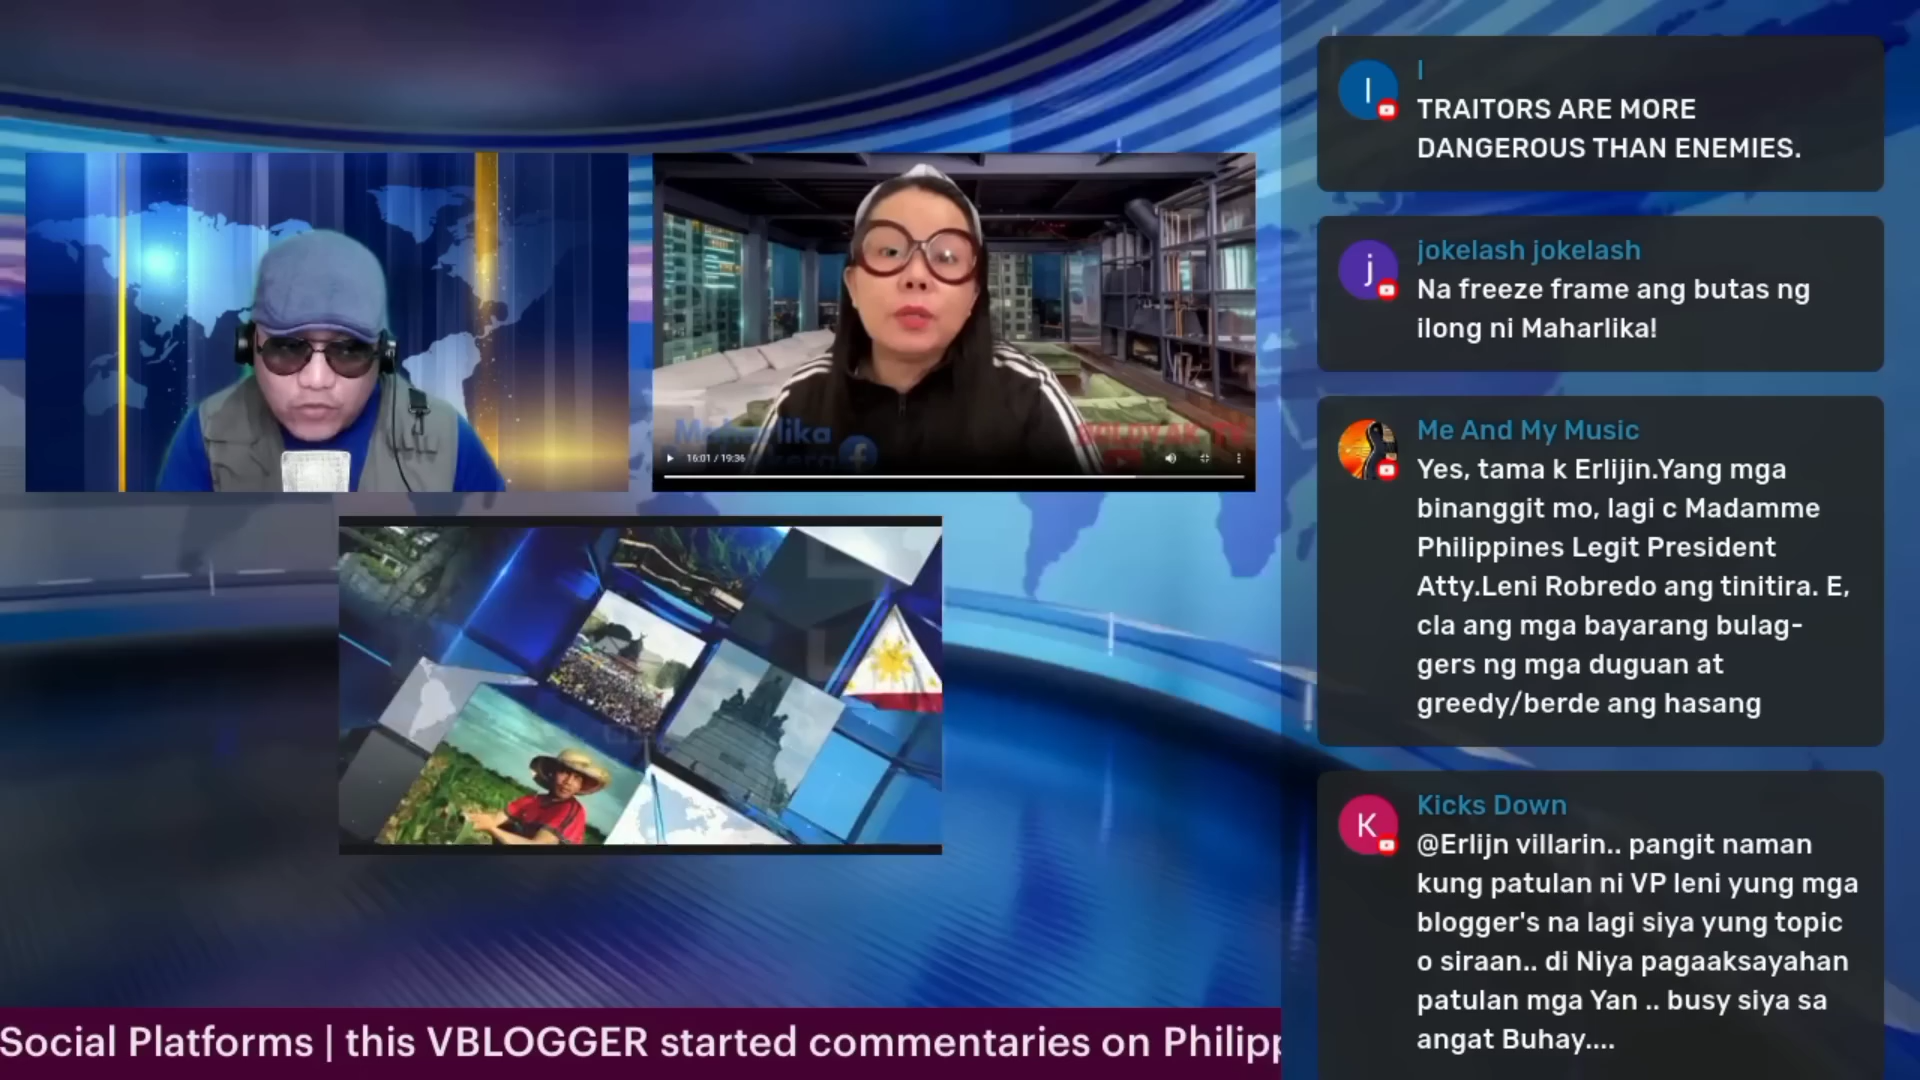 Maharlika
16:01 / 19:36
Social Platforms | this VBLOGGER started commentaries on Philipp
I
I
TRAITORS ARE MORE
DANGEROUS THAN ENEMIES.
j
jokelash jokelash
Na freeze frame ang butas ng
ilong ni Maharlika!
Me And My Music
Yes, tama k Erlijin.Yang mga
binanggit mo, lagi c Madamme
Philippines Legit President
Atty.Leni Robredo ang tinitira. E,
cla ang mga bayarang bulag-
gers ng mga duguan at
greedy/berde ang hasang
K
Kicks Down
@Erlijn villarin.. pangit naman
kung patulan ni VP leni yung mga
blogger's na lagi siya yung topic
o siraan.. di Niya pagaaksayahan
patulan mga Yan .. busy siya sa
angat Buhay....